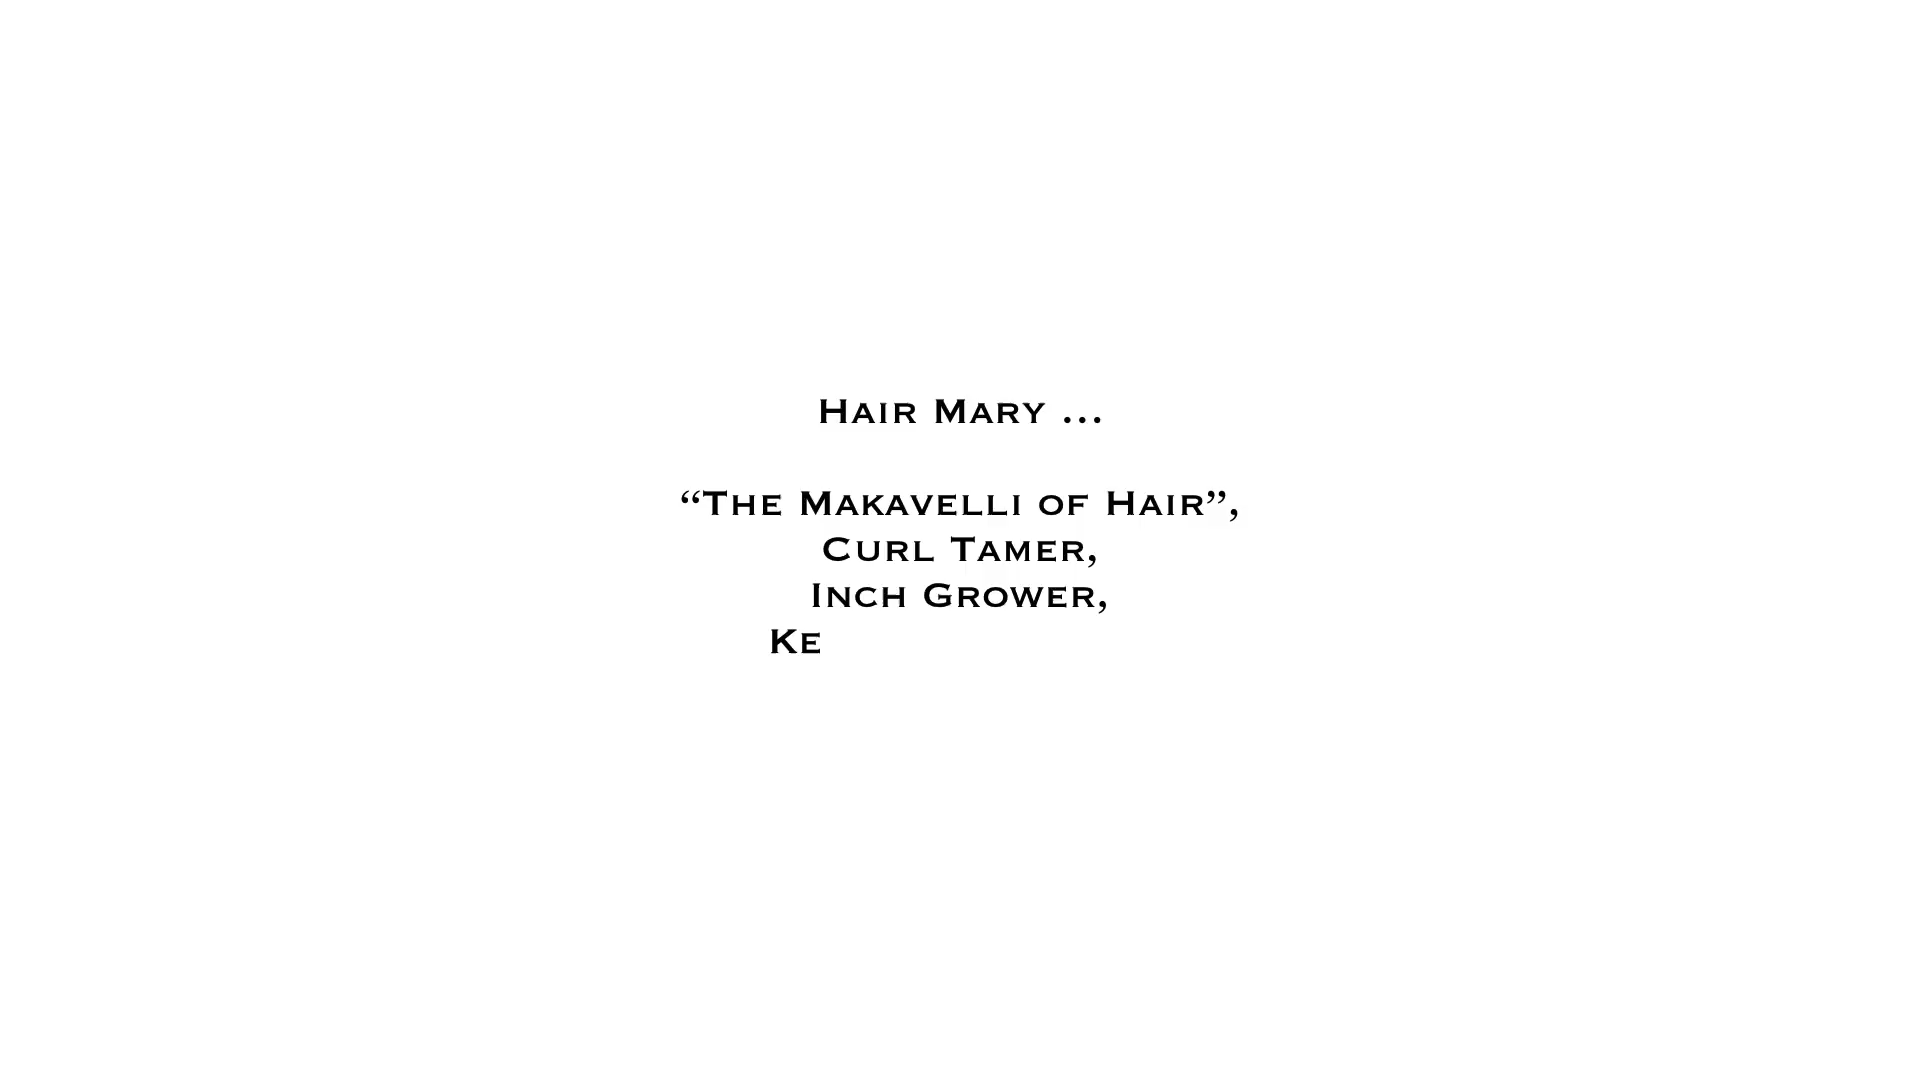 Hair Mary ...
“The Makavelli of Hair”,
Curl Tamer,
Inch Grower,
Ke